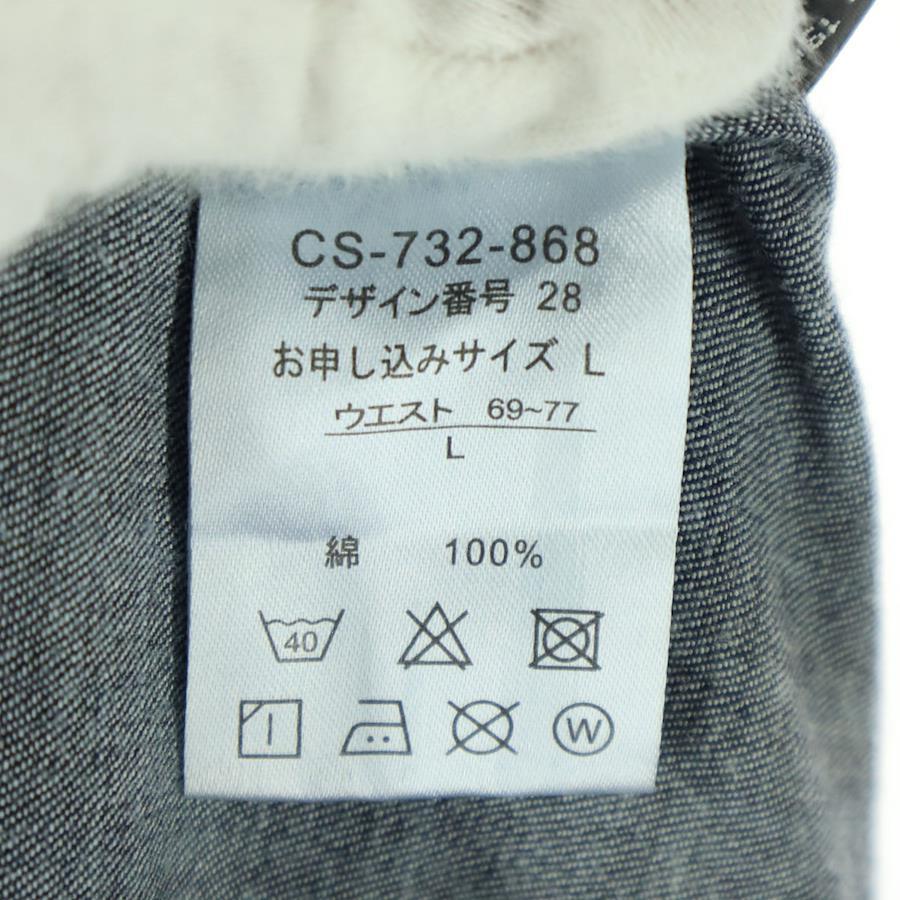 CS-732-868
デザイン番号 28
お申し込みサイズ L
ウエスト 69~77
L
綿 100%
40
W